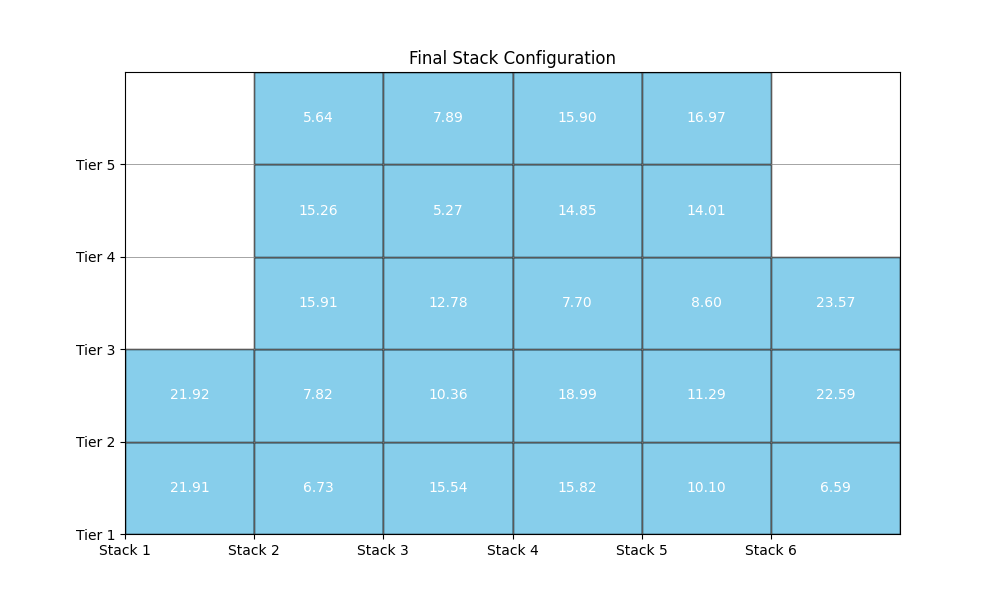 Final Stack Configuration
5.64 7.89 15.90 16.97
Tier 5
15.26 5.27 14.85 14.01
Tier 4
15.91 12.78 7.70 8.60 23.57
Tier 3
21.92 7.82 10.36 18.99 11.29 22.59
Tier 2
21.91 6.73 15.54 15.82 10.10 6.59
Tier 1
Stack 1 Stack 2 Stack 3 Stack 4 Stack 5 Stack 6